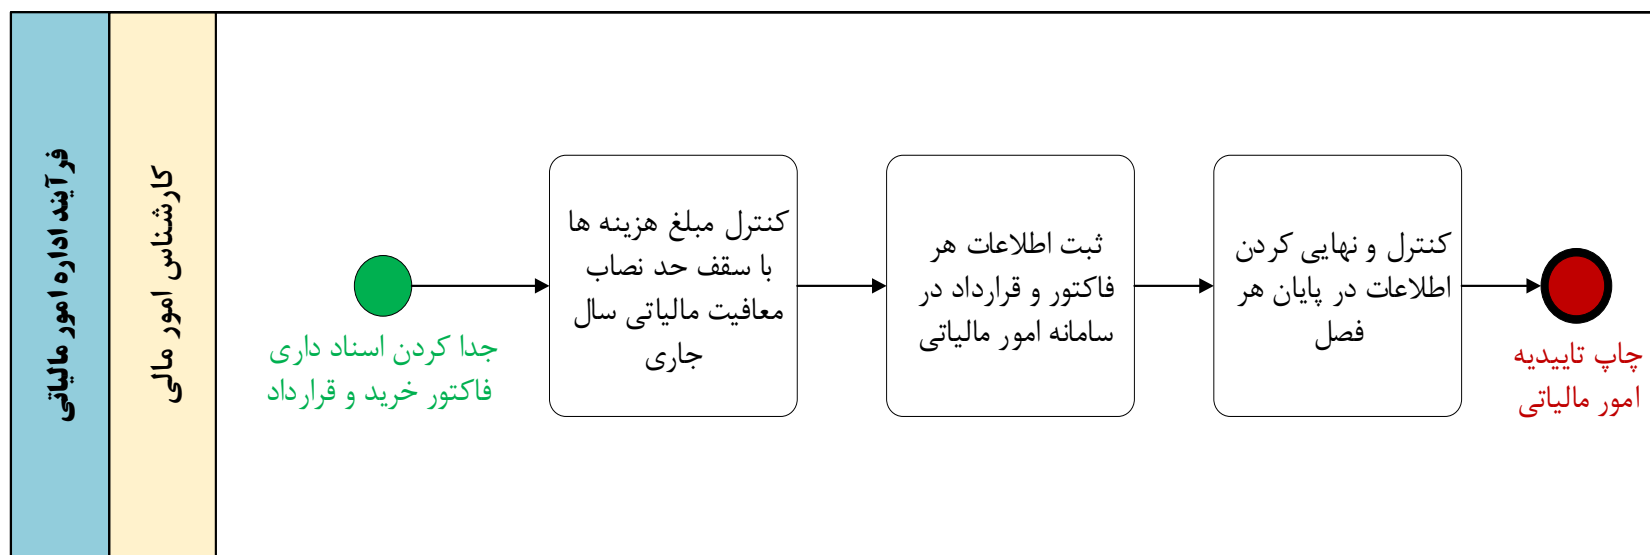 فرآیند اداره امور مالیاتی
کارشناس امور مالی
جدا کردن اسناد داری
فاکتور خرید و قرارداد
کنترل مبلغ هزینه ها
با سقف حد نصاب
معافیت مالیاتی سال
جاری
ثبت اطلاعات هر
فاکتور و قرارداد در
سامانه امور مالیاتی
کنترل و نهایی کردن
اطلاعات در پایان هر
فصل
چاپ تاییدیه
امور مالیاتی